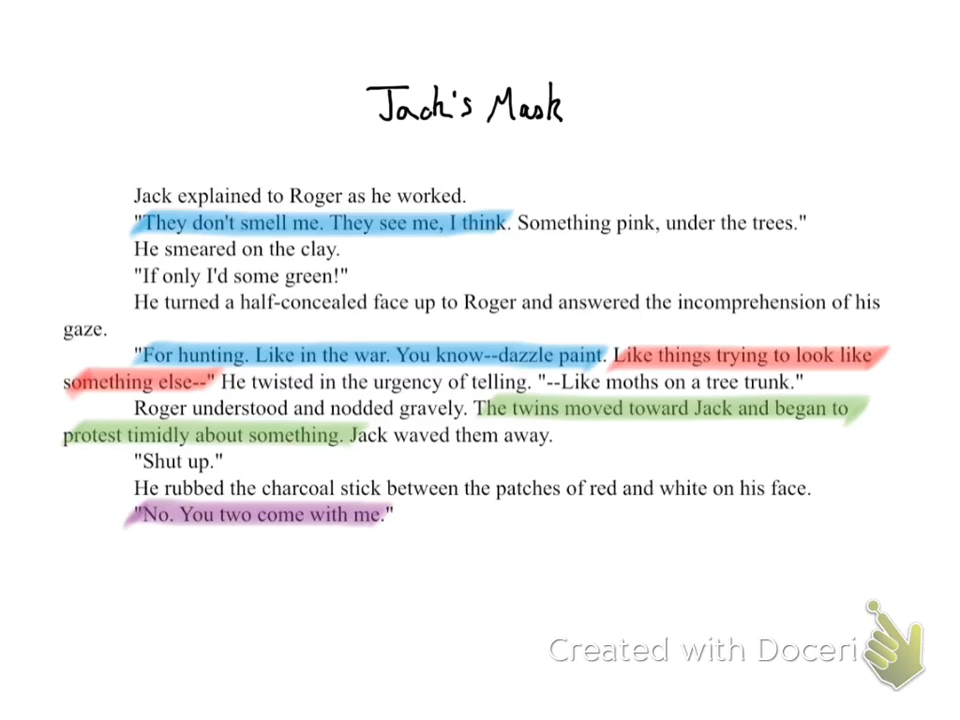 Jack's Mask
Jack explained to Roger as he worked.
"They don't smell me. They see me, I think. Something pink, under the trees."
He smeared on the clay.
"If only I'd some green!"
He turned a half-concealed face up to Roger and answered the incomprehension of his
gaze.
"For hunting. Like in the war. You know--dazzle paint. Like things trying to look like
something else--" He twisted in the urgency of telling. "--Like moths on a tree trunk."
Roger understood and nodded gravely. The twins moved toward Jack and began to
protest timidly about something. Jack waved them away.
"Shut up."
He rubbed the charcoal stick between the patches of red and white on his face.
"No. You two come with me."
Created with Doceri